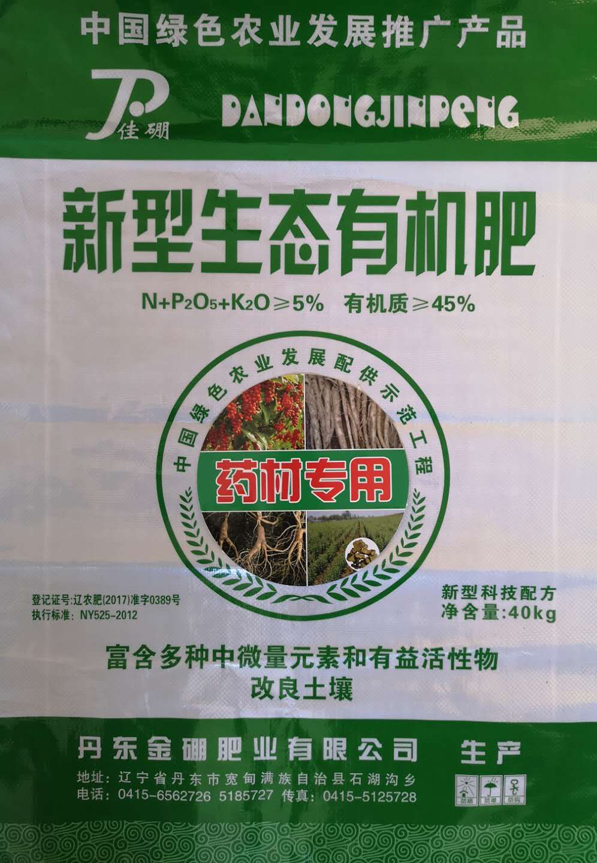 中国绿色农业发展推广产品
佳硼
DANDONGJINPENG
新型生态有机肥
N+P2O5+K2O≥5% 有机质≥45%
中国绿色农业发展配供示范工程
药材专用
登记证号:辽农肥(2017)准字0389号
执行标准: NY525-2012
新型科技配方
净含量:40kg
富含多种中微量元素和有益活性物
改良土壤
丹东金硼肥业有限公司 生产
地址: 辽宁省丹东市宽甸满族自治县石湖沟乡
电话: 0415-6562726 5185727 传真: 0415-5125728